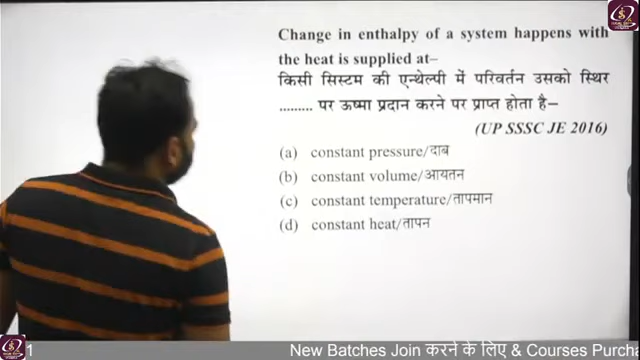 Change in enthalpy of a system happens with
the heat is supplied at–
किसी सिस्टम की एन्थेल्पी में परिवर्तन उसको स्थिर
......... पर ऊष्मा प्रदान करने पर प्राप्त होता है–
(UP SSSC JE 2016)
(a) constant pressure/दाब
(b) constant volume/आयतन
(c) constant temperature/तापमान
(d) constant heat/तापन
1 New Batches Join करने के लिए & Courses Purcha